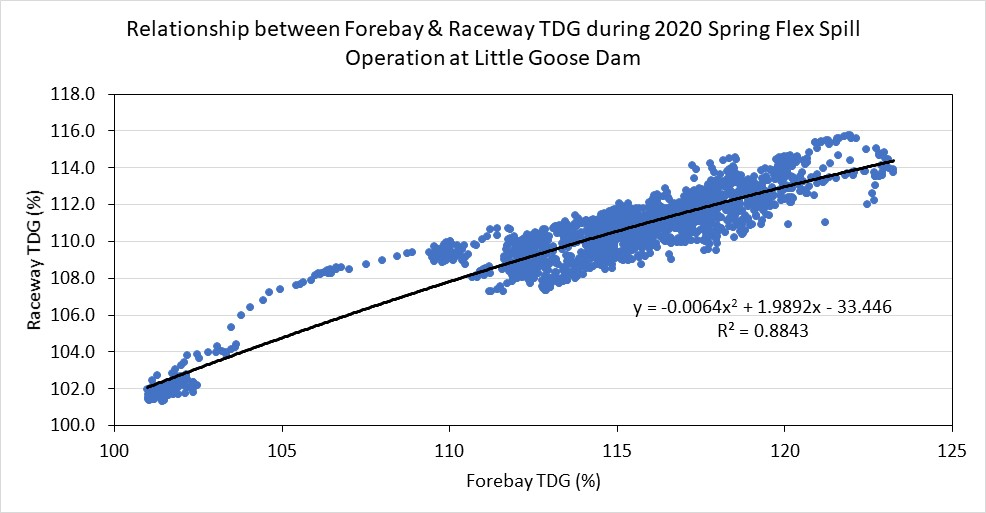 Relationship between Forebay & Raceway TDG during 2020 Spring Flex Spill
Operation at Little Goose Dam
Raceway TDG (%)
118.0
116.0
114.0
112.0
110.0
108.0
106.0
104.0
102.0
100.0
y = -0.0064x² + 1.9892x - 33.446
R² = 0.8843
100 105 110 115 120 125
Forebay TDG (%)